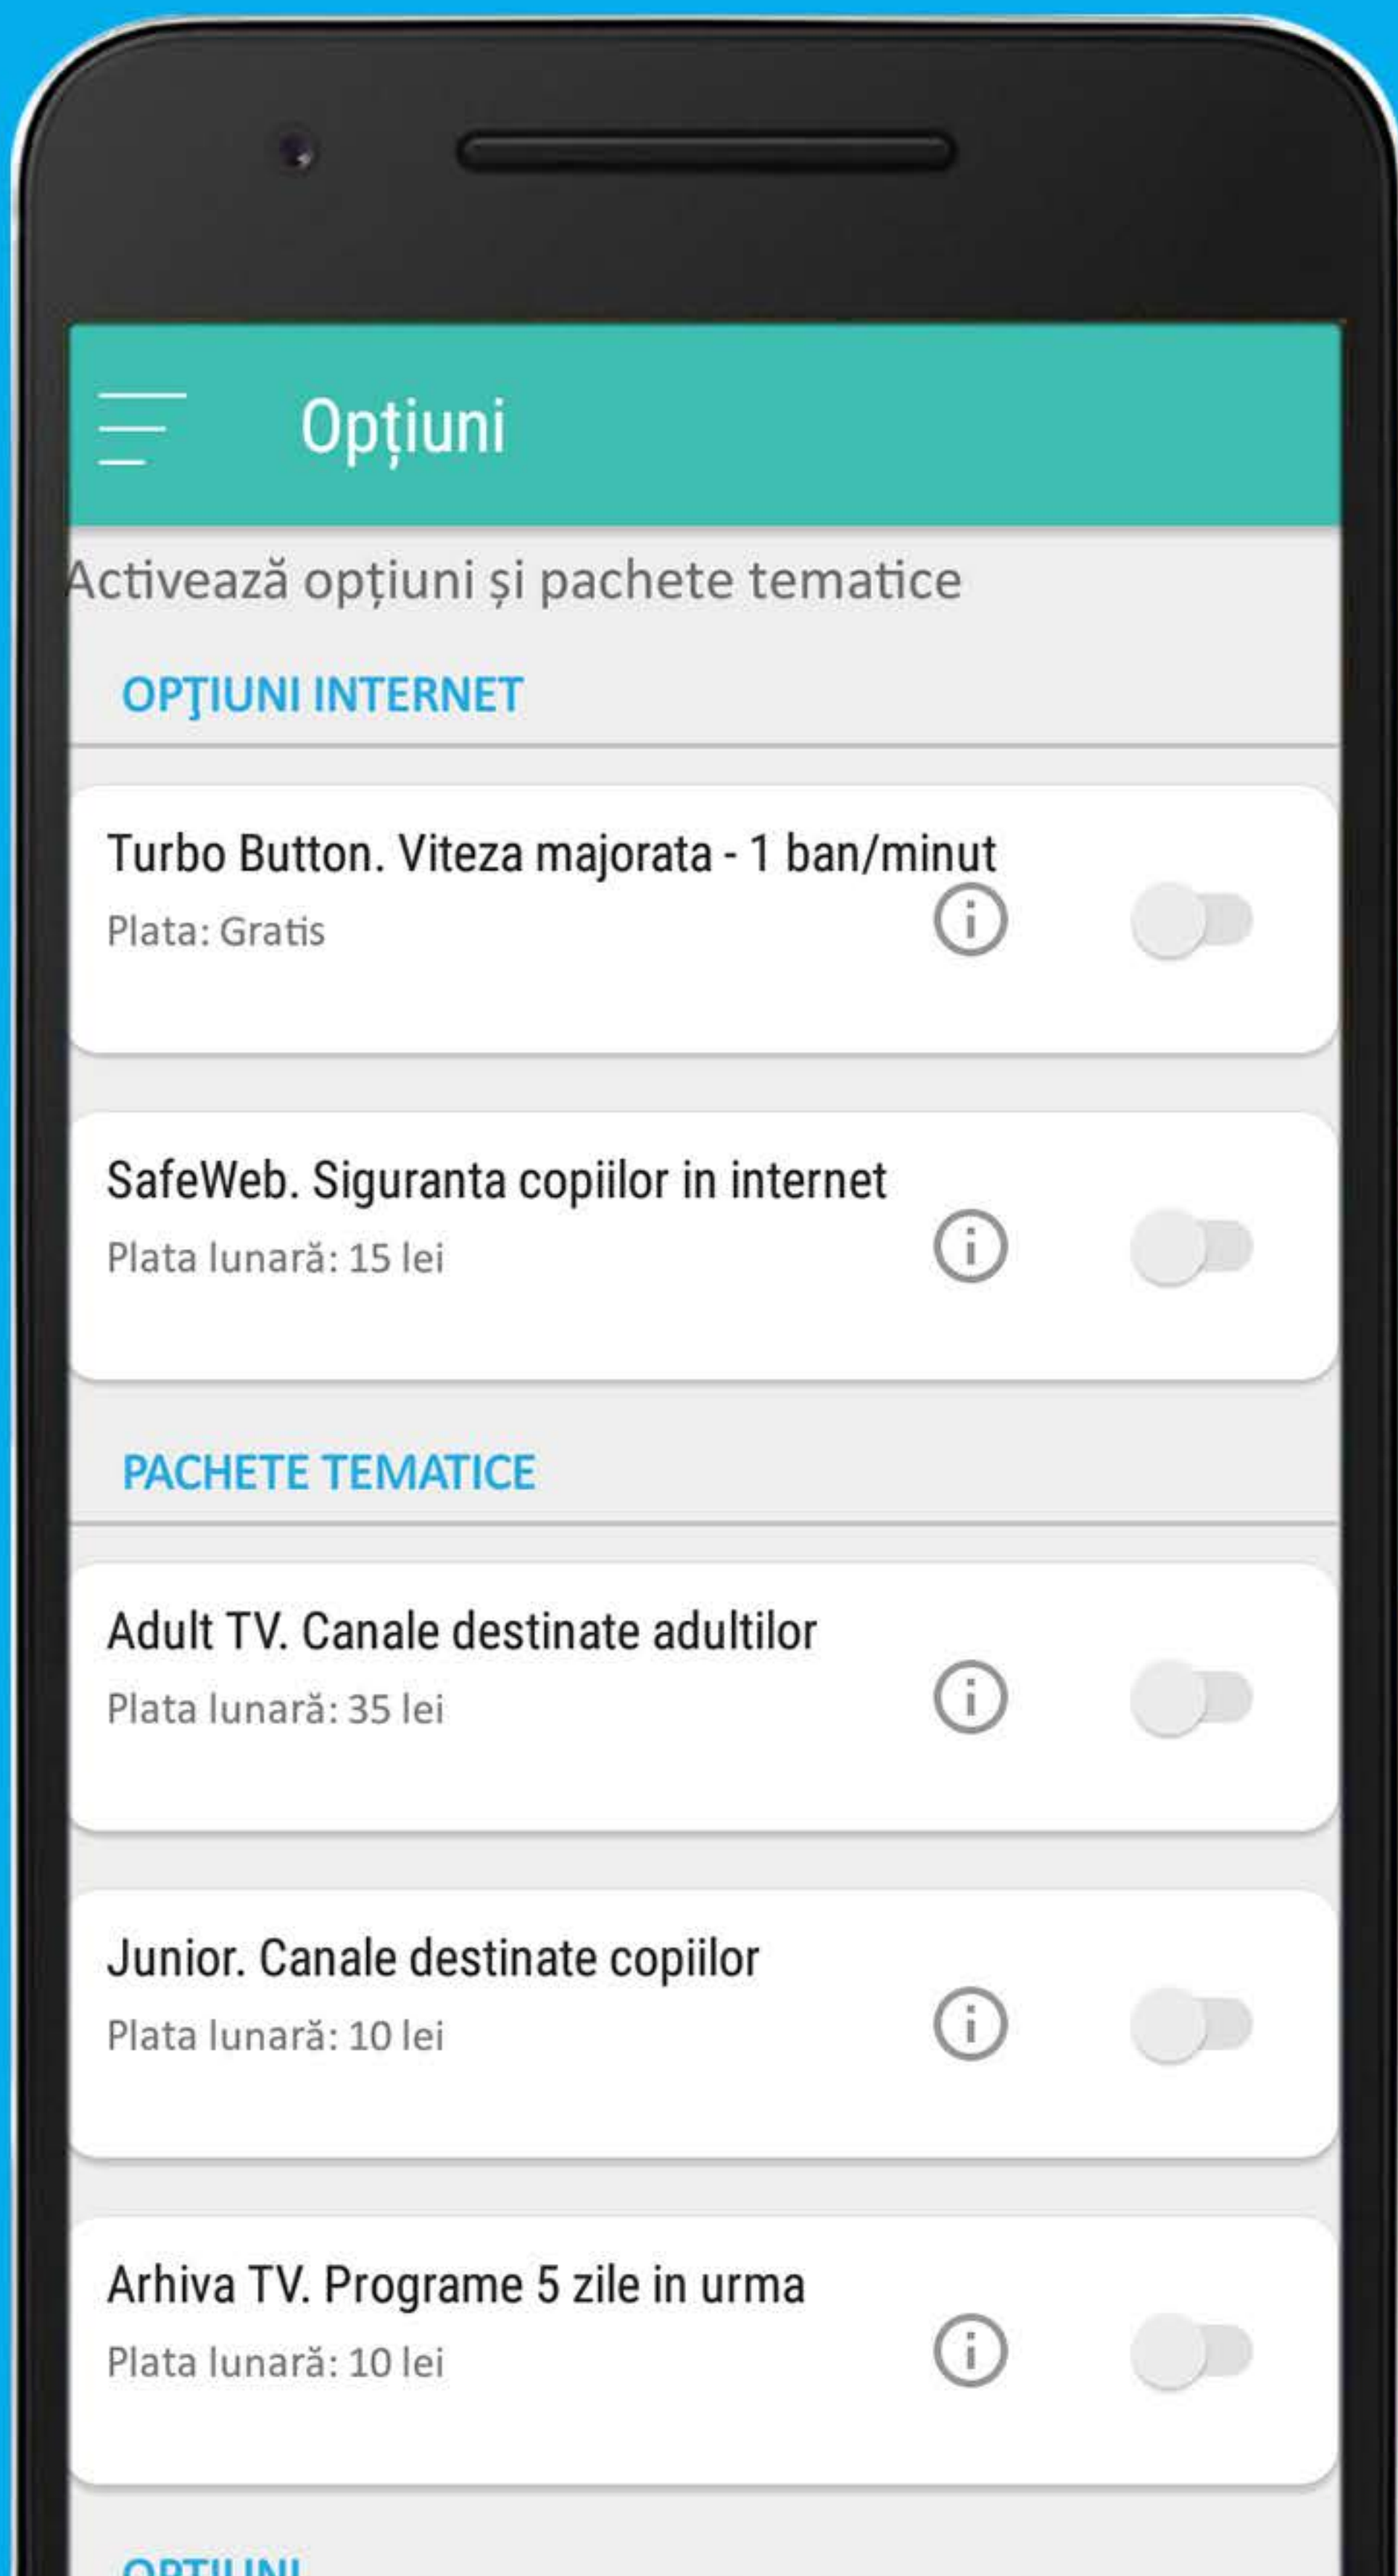 Opțiuni
Activează opțiuni și pachete tematice
OPŢIUNI INTERNET
Turbo Button. Viteza majorata - 1 ban/minut
Plata: Gratis
SafeWeb. Siguranta copiilor in internet
Plata lunară: 15 lei
PACHETE TEMATICE
Adult TV. Canale destinate adultilor
Plata lunară: 35 lei
Junior. Canale destinate copiilor
Plata lunară: 10 lei
Arhiva TV. Programe 5 zile in urma
Plata lunară: 10 lei